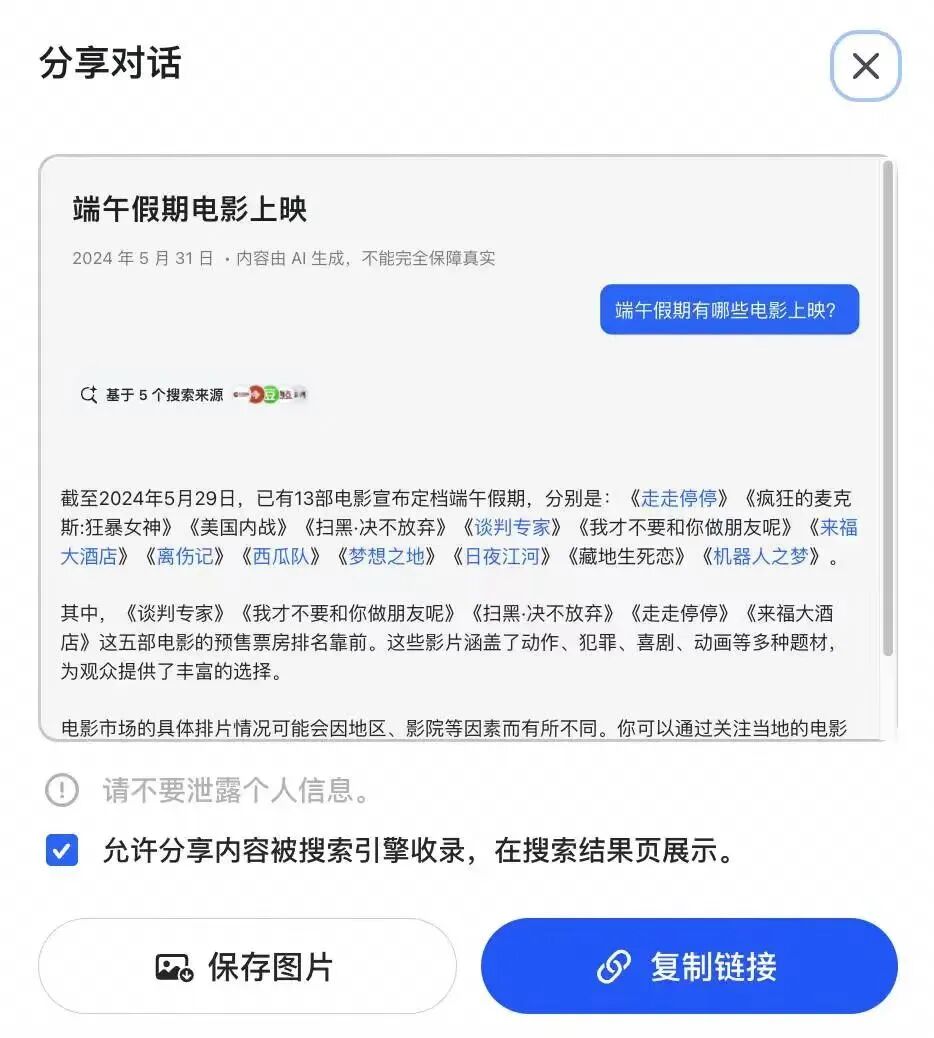 分享对话
端午假期电影上映
2024 年 5 月 31 日 · 内容由 AI 生成，不能完全保障真实
端午假期有哪些电影上映？
基于 5 个搜索来源
截至2024年5月29日，已有13部电影宣布定档端午假期，分别是：《走走停停》《疯狂的麦克
斯:狂暴女神》《美国内战》《扫黑·决不放弃》《谈判专家》《我才不要和你做朋友呢》《来福
大酒店》《离伤记》《西瓜队》《梦想之地》《日夜江河》《藏地生死恋》《机器人之梦》。
其中，《谈判专家》《我才不要和你做朋友呢》《扫黑·决不放弃》《走走停停》《来福大酒
店》这五部电影的预售票房排名靠前。这些影片涵盖了动作、犯罪、喜剧、动画等多种题材，
为观众提供了丰富的选择。
电影市场的具体排片情况可能会因地区、影院等因素而有所不同。你可以通过关注当地的电影
请不要泄露个人信息。
允许分享内容被搜索引擎收录，在搜索结果页展示。
保存图片
复制链接